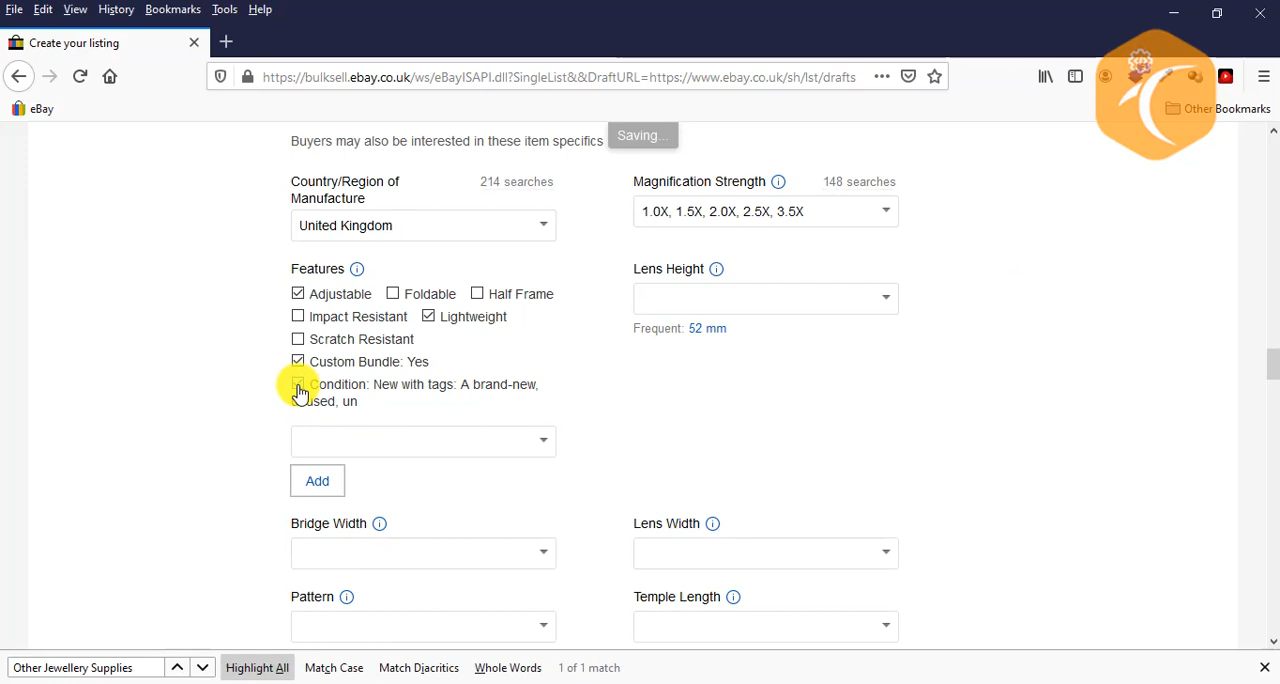 File Edit View History Bookmarks Tools Help
Create your listing
https://bulksell.ebay.co.uk/ws/eBayISAPI.dll?SingleList&&DraftURL=https://www.ebay.co.uk/sh/lst/drafts
eBay
Other Bookmarks
Buyers may also be interested in these item specifics
Saving...
Country/Region of Manufacture 214 searches
United Kingdom
Magnification Strength 148 searches
1.0X, 1.5X, 2.0X, 2.5X, 3.5X
Features
Adjustable Foldable Half Frame
Impact Resistant Lightweight
Scratch Resistant
Custom Bundle: Yes
Condition: New with tags: A brand-new,
used, un
Lens Height
Frequent: 52 mm
Add
Bridge Width
Lens Width
Pattern
Temple Length
Other Jewellery Supplies Highlight All Match Case Match Diacritics Whole Words 1 of 1 match